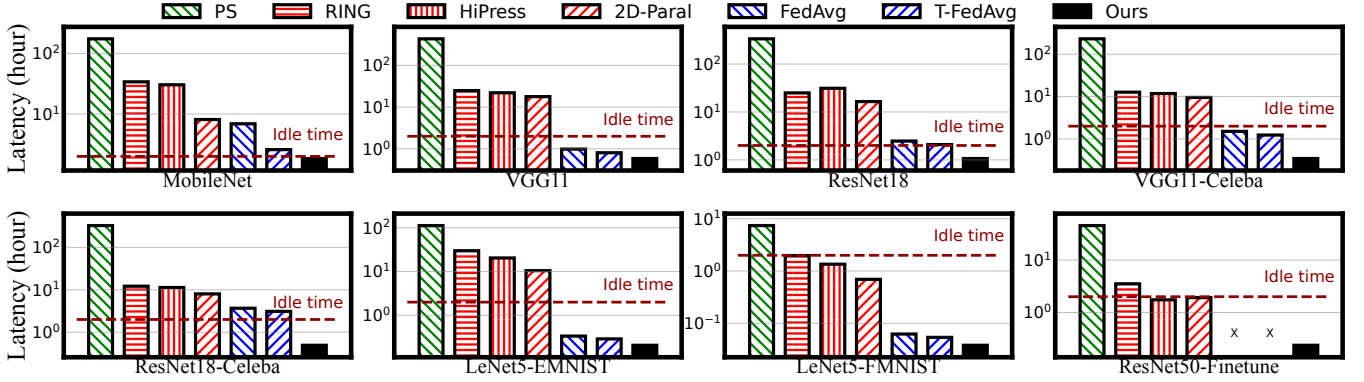 PS RING HiPress 2D-Paral FedAvg T-FedAvg Ours
Latency (hour)
10²
10¹
Idle time
MobileNet
10²
10¹
10⁰
Idle time
VGG11
10²
10¹
10⁰
Idle time
ResNet18
10²
10¹
10⁰
Idle time
VGG11-Celeba
Latency (hour)
10²
10¹
10⁰
Idle time
ResNet18-Celeba
10²
10¹
10⁰
Idle time
LeNet5-EMNIST
10¹
10⁰
10⁻¹
Idle time
LeNet5-FMNIST
10¹
10⁰
Idle time
x x
ResNet50-Finetune